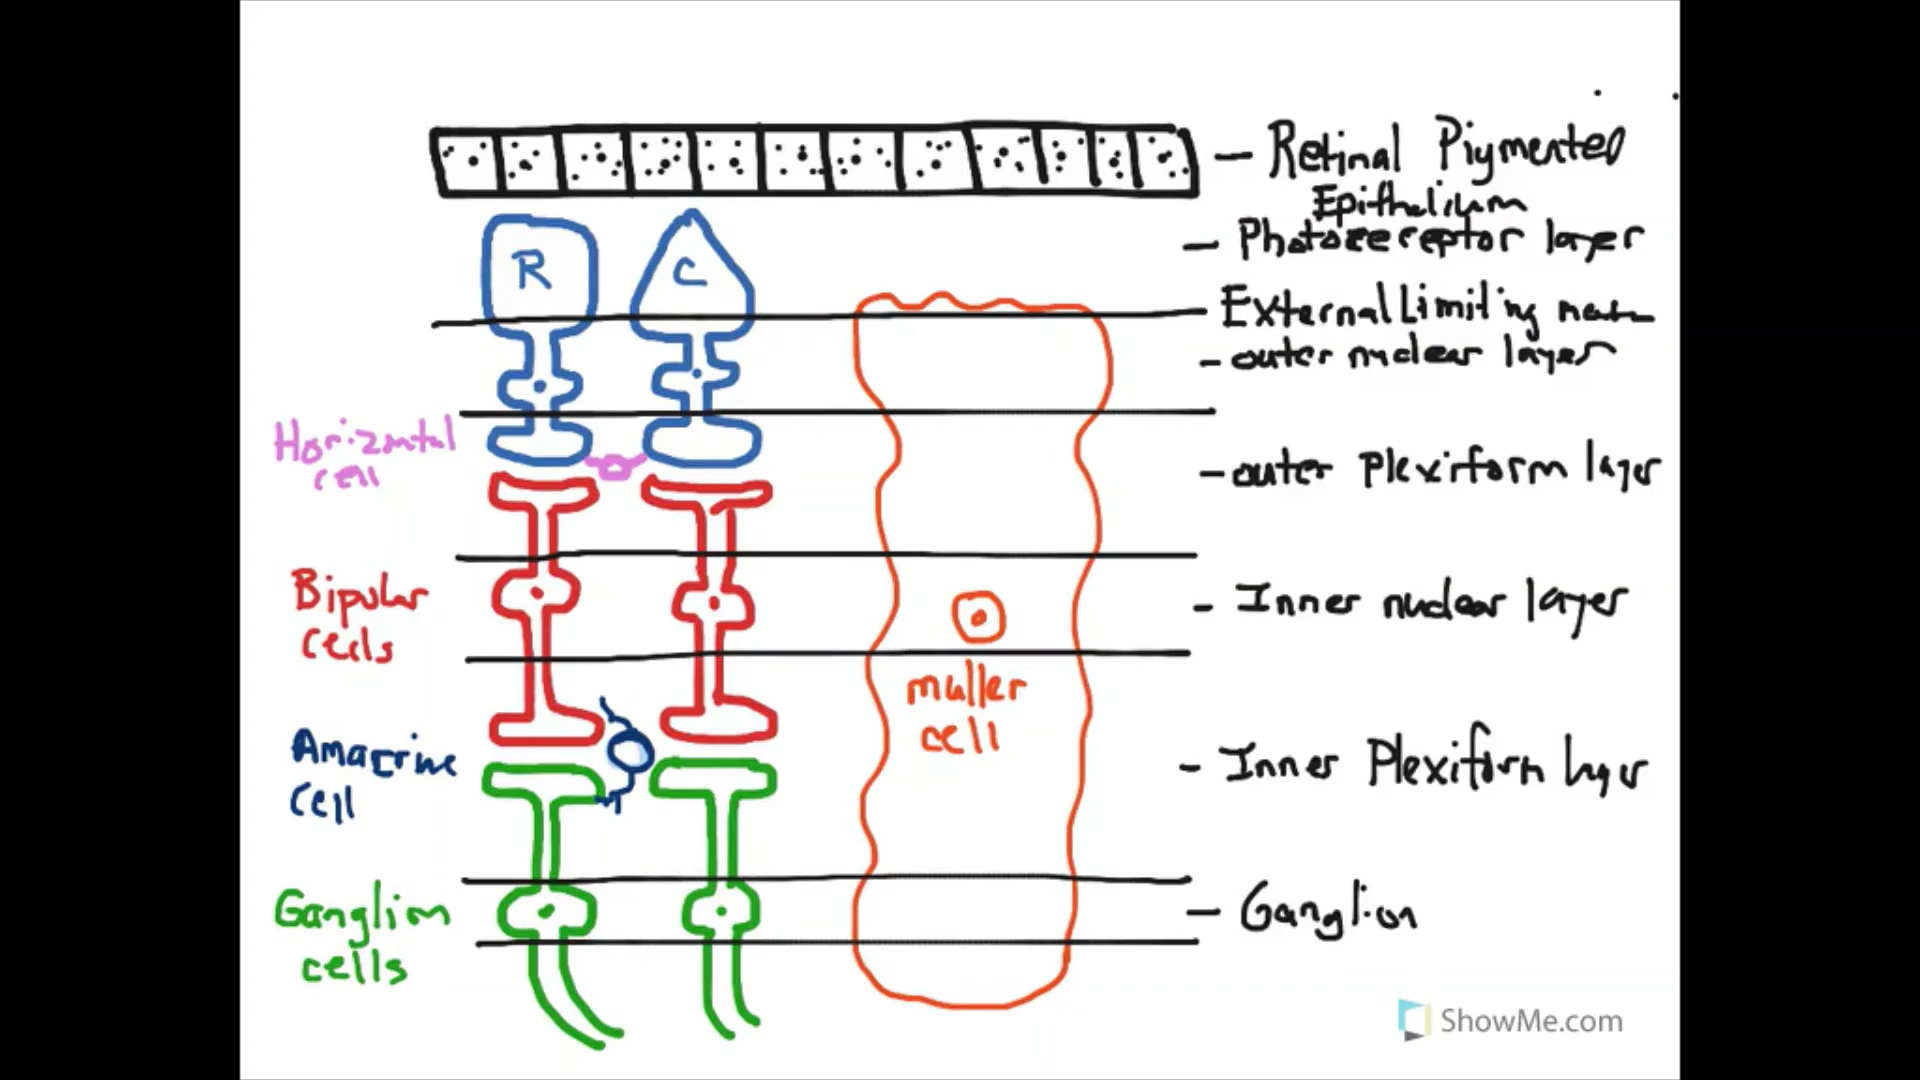 Retinal Piymented
Epithelium
R
C
Photoreceptor layer
External Limiting
outer nuclear layer
Horizontal
cell
outer Plexiform layer
Bipolar
cells
Inner nuclear layer
muller
cell
Amacrine
cell
Inner Plexiform layer
Ganglion
cells
Ganglion
ShowMe.com